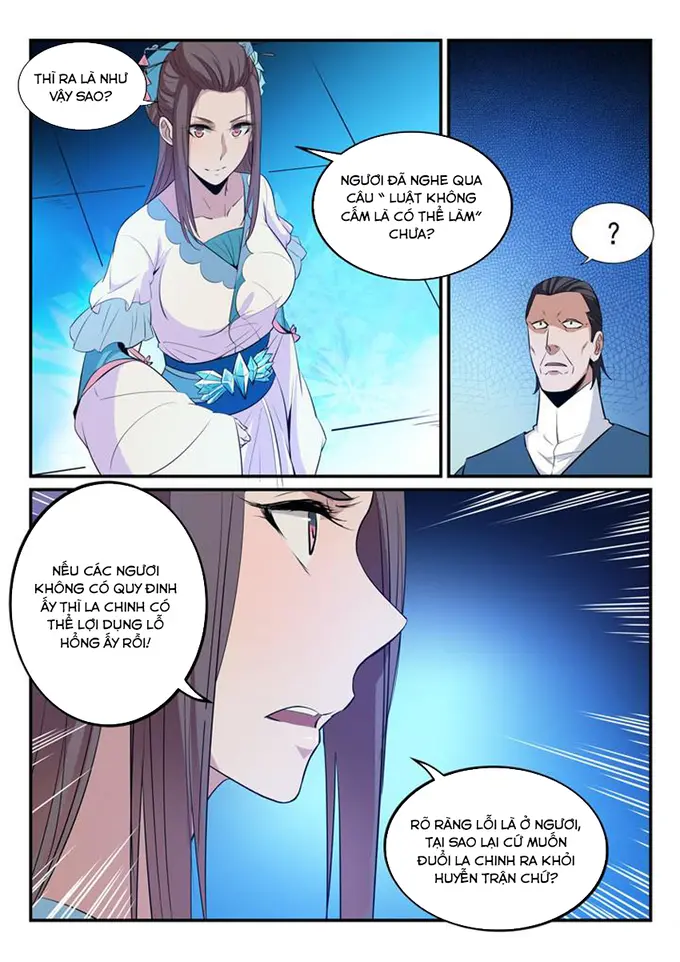 THÌ RA LÀ NHƯ
VẬY SAO?
NGƯƠI ĐÃ NGHE QUA
CÂU " LUẬT KHÔNG
CẤM LÀ CÓ THỂ LÀM"
CHƯA?
?
NẾU CÁC NGƯƠI
KHÔNG CÓ QUY ĐINH
ẤY THÌ LA CHINH CÓ
THỂ LỢI DỤNG LỖ
HỔNG ẤY RỒI!
RÕ RÀNG LỖI LÀ Ở NGƯƠI,
TẠI SAO LẠI CỨ MUỐN
ĐUỔI LA CHINH RA KHỎI
HUYỄN TRẬN CHỨ?